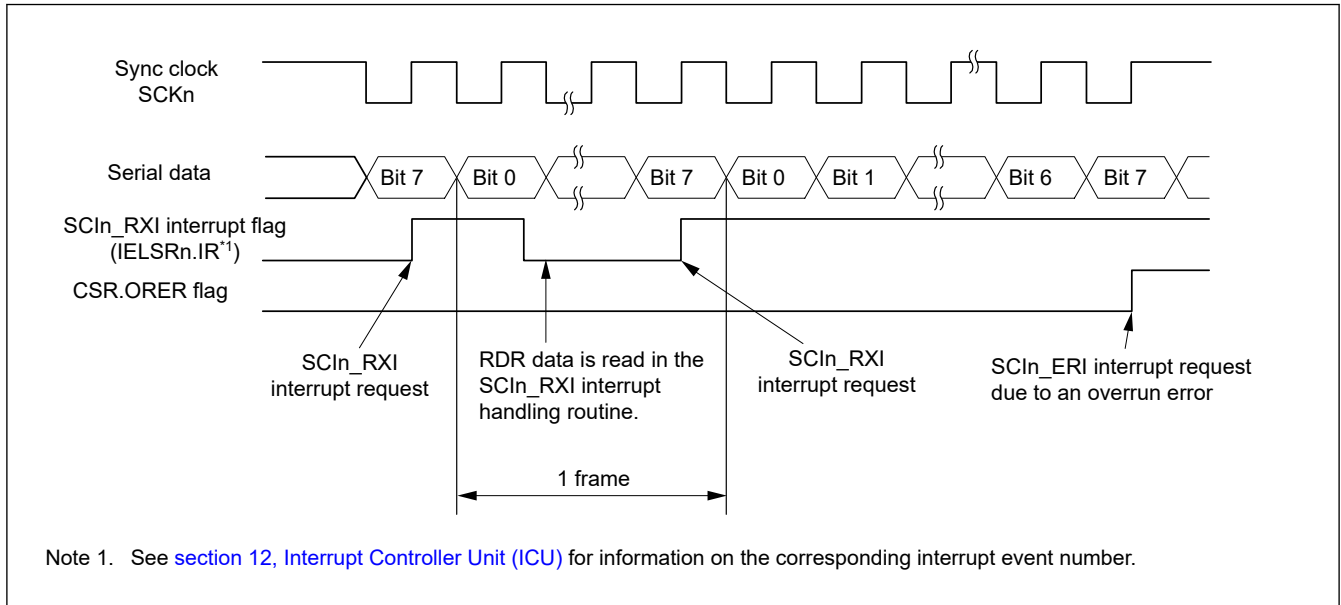 Sync clock
SCKn
Serial data
Bit 7 Bit 0 Bit 7 Bit 0 Bit 1 Bit 6 Bit 7
SCIn_RXI interrupt flag
(IELSRn.IR*1)
CSR.ORER flag
SCIn_RXI
interrupt request
RDR data is read in the
SCIn_RXI interrupt
handling routine.
SCIn_RXI
interrupt request
SCIn_ERI interrupt request
due to an overrun error
1 frame
Note 1. See section 12, Interrupt Controller Unit (ICU) for information on the corresponding interrupt event number.